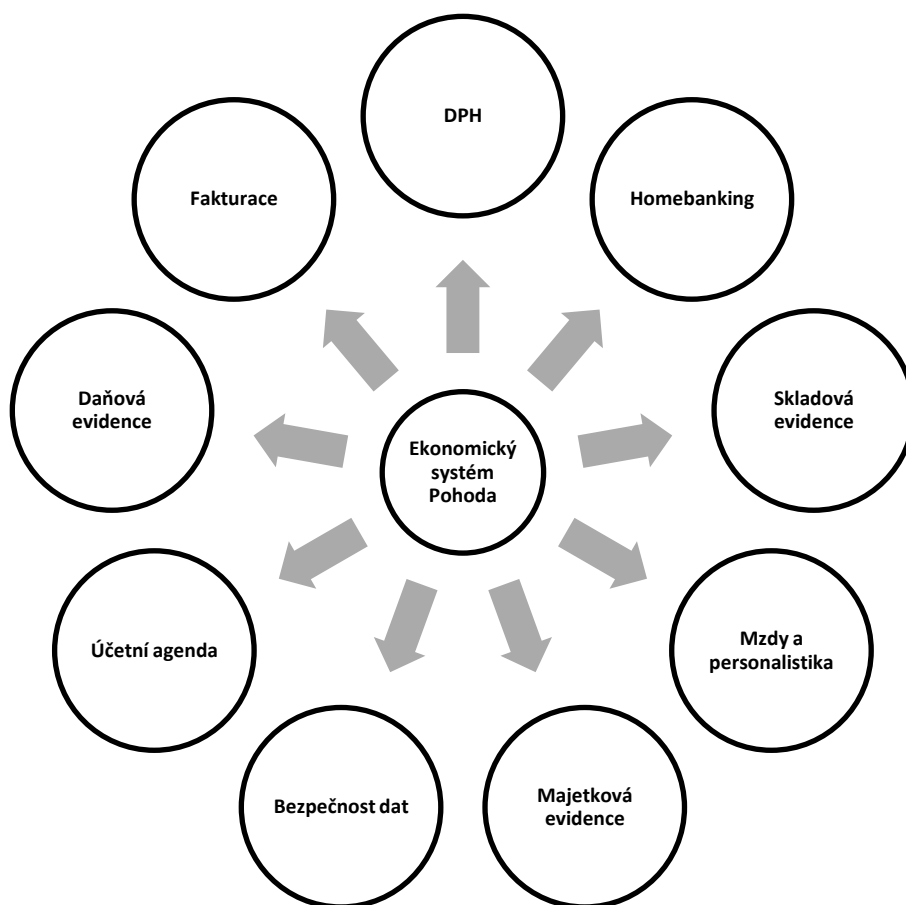 DPH
Fakturace
Homebanking
Daňová
evidence
Skladová
evidence
Ekonomický
systém
Pohoda
Účetní agenda
Mzdy a
personalistika
Bezpečnost dat
Majetková
evidence